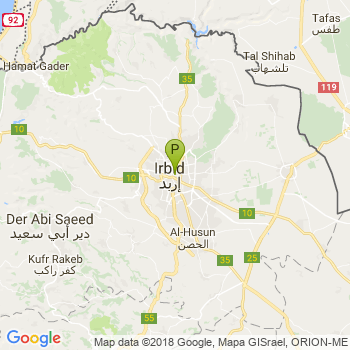 92
Tafas
طفس
Hamat Gader
35
Tal Shihab
تلشهاب
119
10
P
Irbid
إربد
10
10
Der Abi Saeed
دير أبي سعيد
Al-Husun
الحصن
Kufr Rakeb
كفر راكب
35
25
55
Google
Map data ©2018 Google, Mapa GISrael, ORION-ME